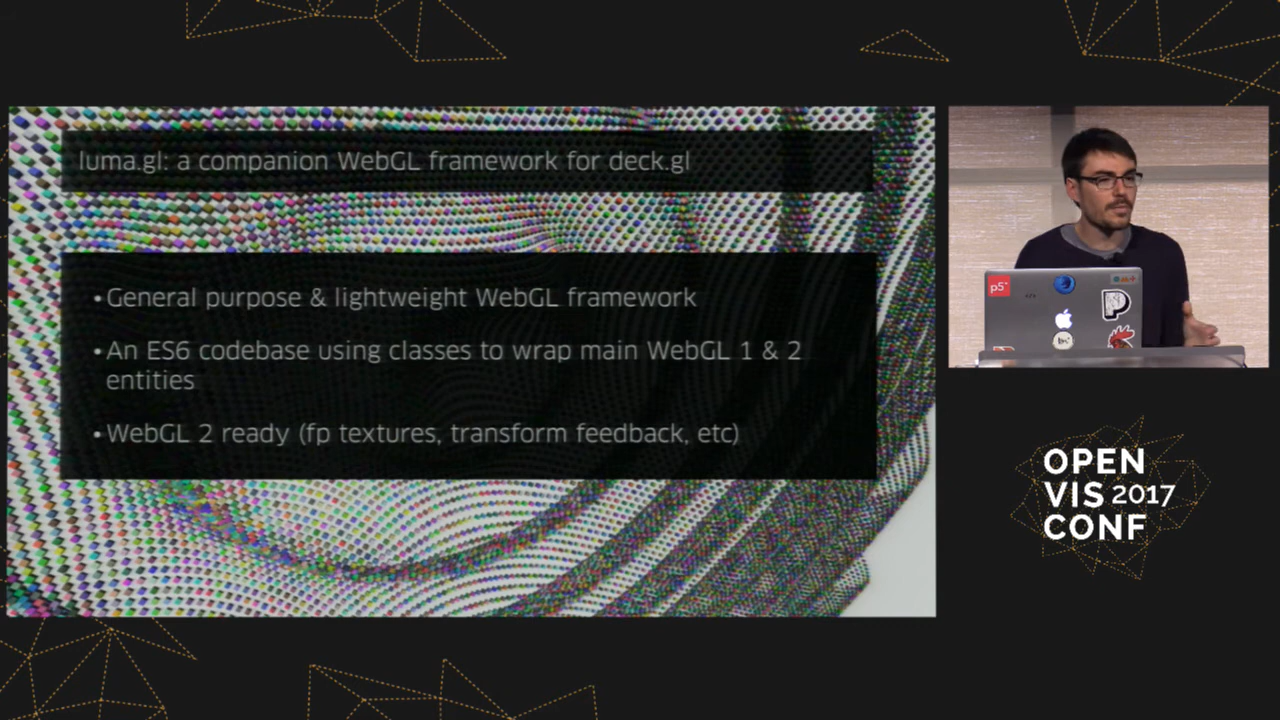 luma.gl: a companion WebGL framework for deck.gl
• General purpose & lightweight WebGL framework
• An ES6 codebase using classes to wrap main WebGL 1 & 2
entities
• WebGL 2 ready (fp textures, transform feedback, etc)
p5*
</>
P
OPEN
VIS 2017
CONF